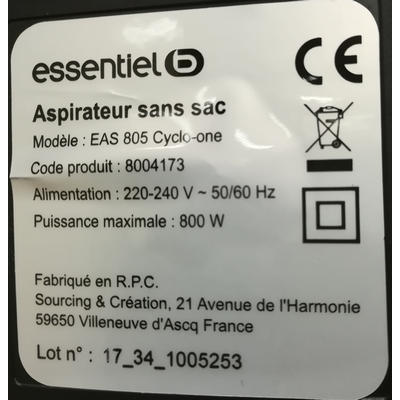 essentiel b
CE
Aspirateur sans sac
Modèle : EAS 805 Cyclo-one
Code produit : 8004173
Alimentation : 220-240 V ~ 50/60 Hz
Puissance maximale : 800 W
Fabriqué en R.P.C.
Sourcing & Création, 21 Avenue de l'Harmonie
59650 Villeneuve d'Ascq France
Lot n° : 17_34_1005253